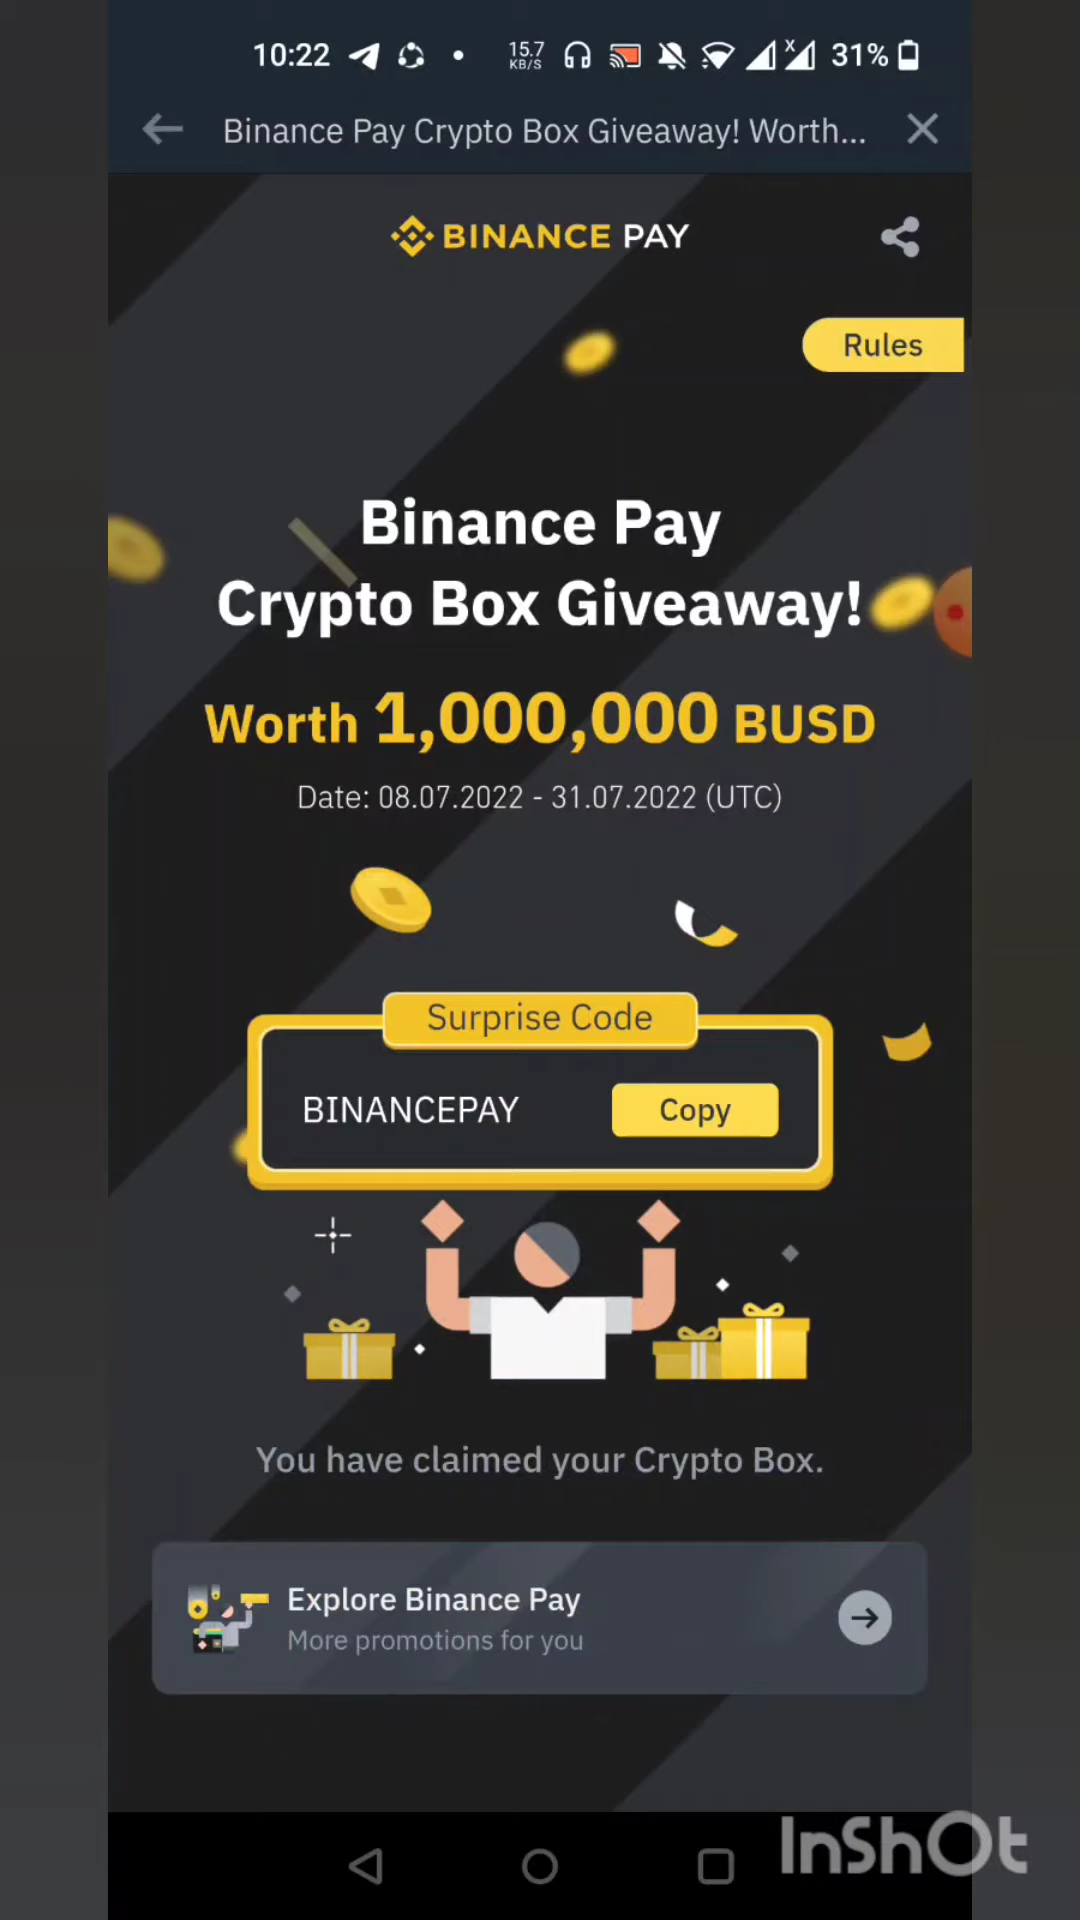 10:22
15.7
KB/S
X
31%
Binance Pay Crypto Box Giveaway! Worth...
BINANCE PAY
Rules
Binance Pay
Crypto Box Giveaway!
Worth 1,000,000 BUSD
Date: 08.07.2022 - 31.07.2022 (UTC)
Surprise Code
BINANCEPAY
Copy
You have claimed your Crypto Box.
Explore Binance Pay
More promotions for you
InShOt